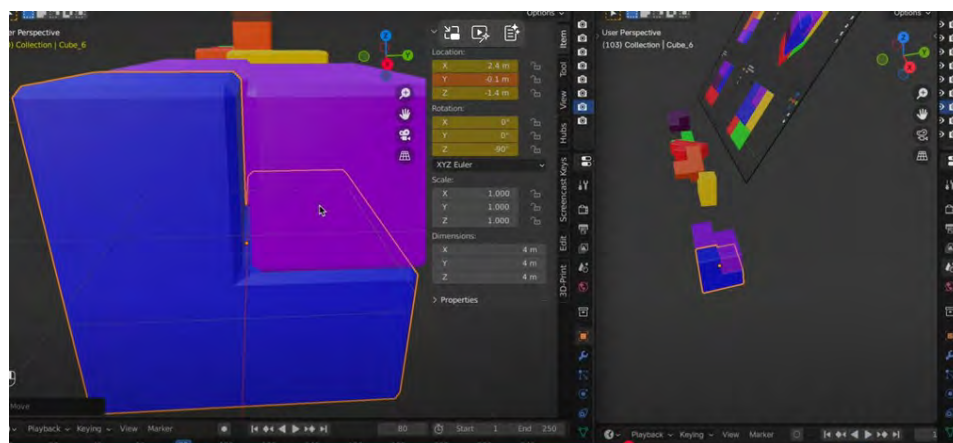 Options
r Perspective
) Collection | Cube_6
Location:
X -2.4 m
Y -0.1 m
Z -1.4 m
Rotation:
X 0°
Y 0°
Z -90°
XYZ Euler
Scale:
X 1.000
Y 1.000
Z 1.000
Dimensions:
X 4 m
Y 4 m
Z 4 m
Properties
Item
Tool
View
Hubs
Screencast Keys
Edit
3D-Print
Move
Playback Keying View Marker
80
Start 1 End 250
Options
User Perspective
(103) Collection | Cube_6
Z
Y
X
Playback Keying View Marker